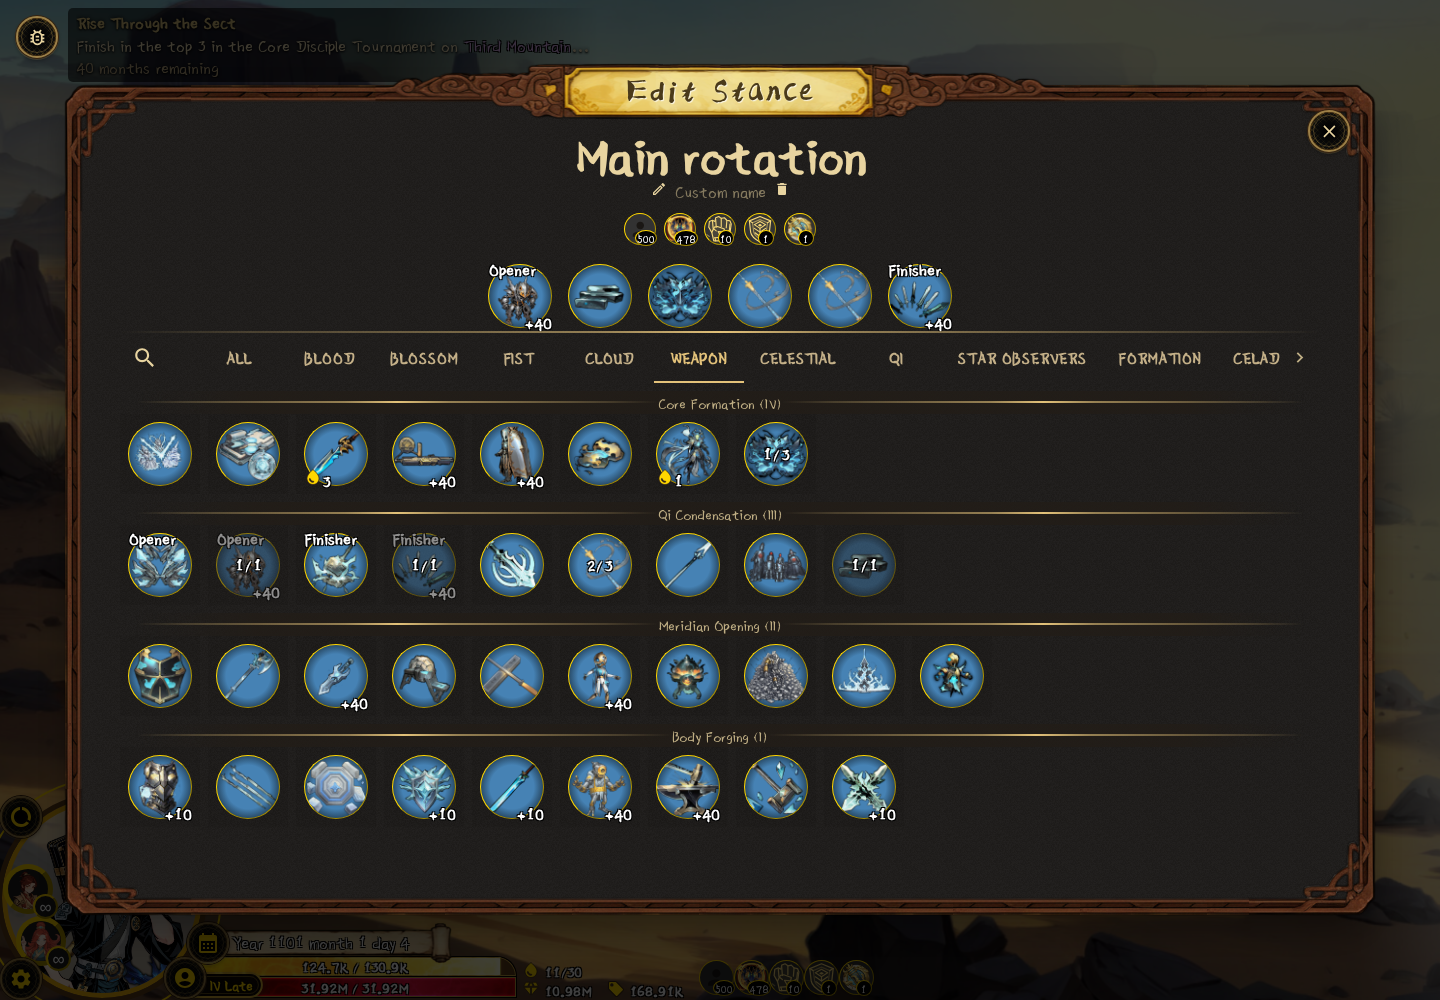 Rise Through the Sect
Finish in the top 3 in the Core Disciple Tournament on Third Mountain...
40 months remaining
Edit Stance
Main rotation
Custom name
500 478 10 1 1
Opener Finisher
+40 +40
ALL BLOOD BLOSSOM FIST CLOUD WEAPON CELESTIAL QI STAR OBSERVERS FORMATION CELAD
Core Formation (IV)
1/3
3 +40 +40 1
Qi Condensation (III)
Opener Opener Finisher Finisher
1/1 1/1 2/3 1/1
+40 +40
Meridian Opening (II)
+40 +40
Body Forging (I)
+10 +10 +10 +40 +40 +10
∞
∞
Year 1101 month 1 day 4
124.7K / 130.9K
11/30
IV Late
31.92M / 31.92M
10.98M 168.91K
500 478 10 1 1